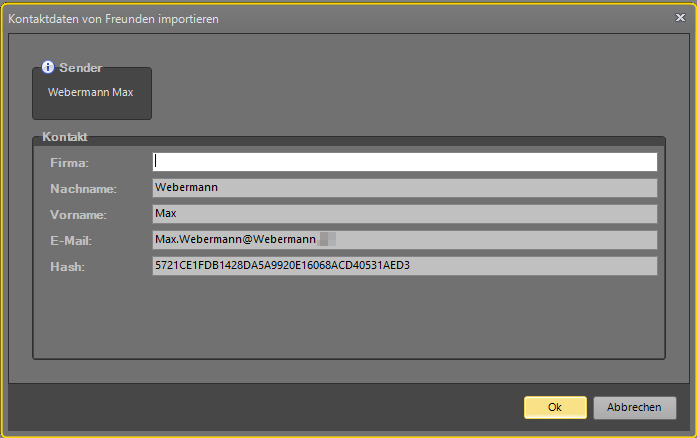 Kontaktdaten von Freunden importieren
Sender
Webermann Max
Kontakt
Firma:
Nachname: Webermann
Vorname: Max
E-Mail: Max.Webermann@Webermann
Hash: 5721CE1FDB1428DA5A9920E16068ACD40531AED3
Ok Abbrechen